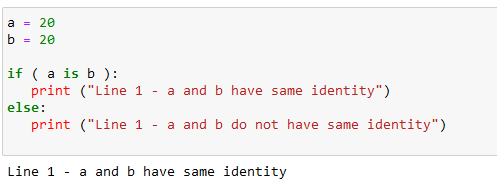 a = 20
b = 20
if ( a is b ):
   print ("Line 1 - a and b have same identity")
else:
   print ("Line 1 - a and b do not have same identity")
Line 1 - a and b have same identity